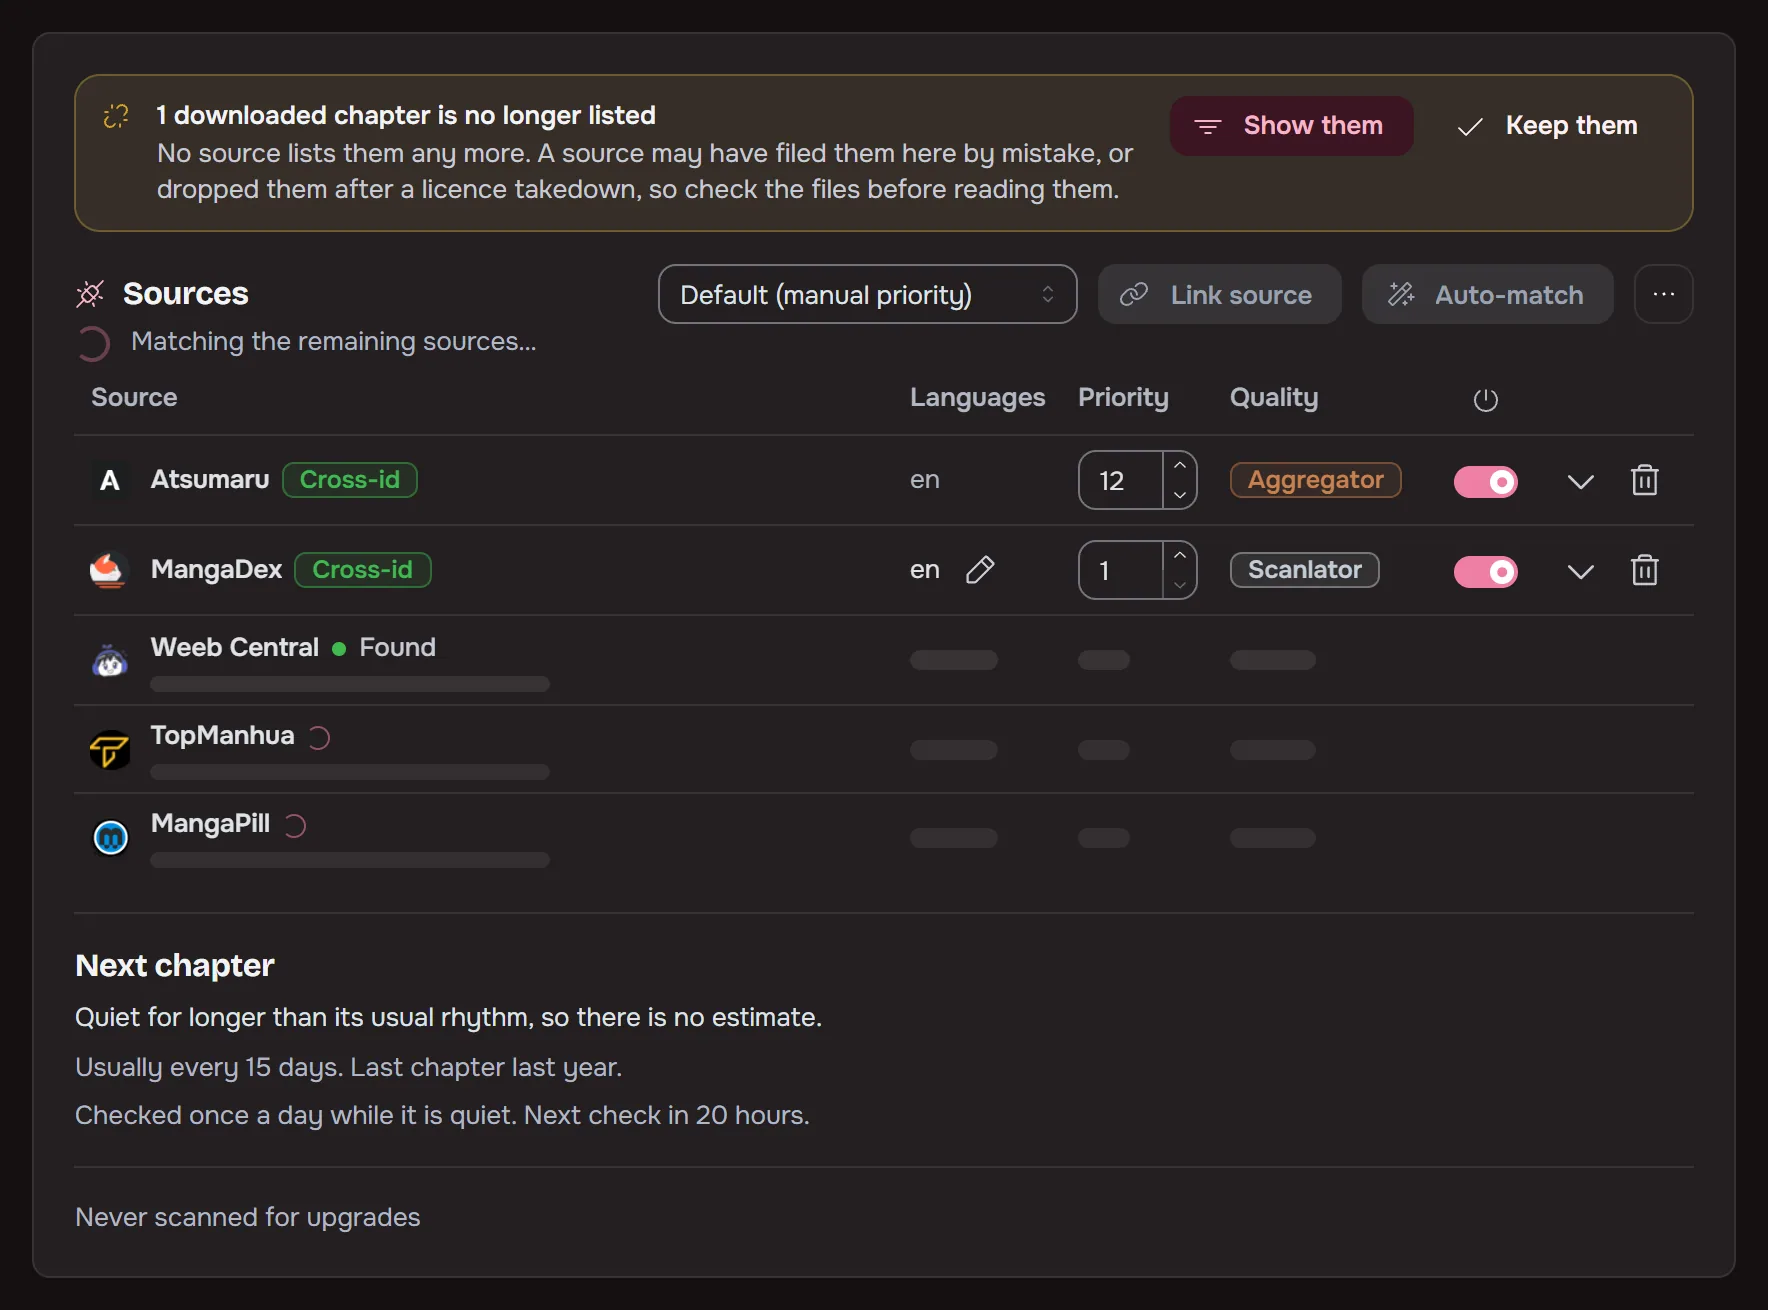 1 downloaded chapter is no longer listed
No source lists them any more. A source may have filed them here by mistake, or
dropped them after a licence takedown, so check the files before reading them.
Show them
Keep them
Sources
Default (manual priority)
Link source
Auto-match
Matching the remaining sources...
Source Languages Priority Quality
A Atsumaru Cross-id en 12 Aggregator
MangaDex Cross-id en 1 Scanlator
Weeb Central Found
TopManhua
MangaPill
Next chapter
Quiet for longer than its usual rhythm, so there is no estimate.
Usually every 15 days. Last chapter last year.
Checked once a day while it is quiet. Next check in 20 hours.
Never scanned for upgrades